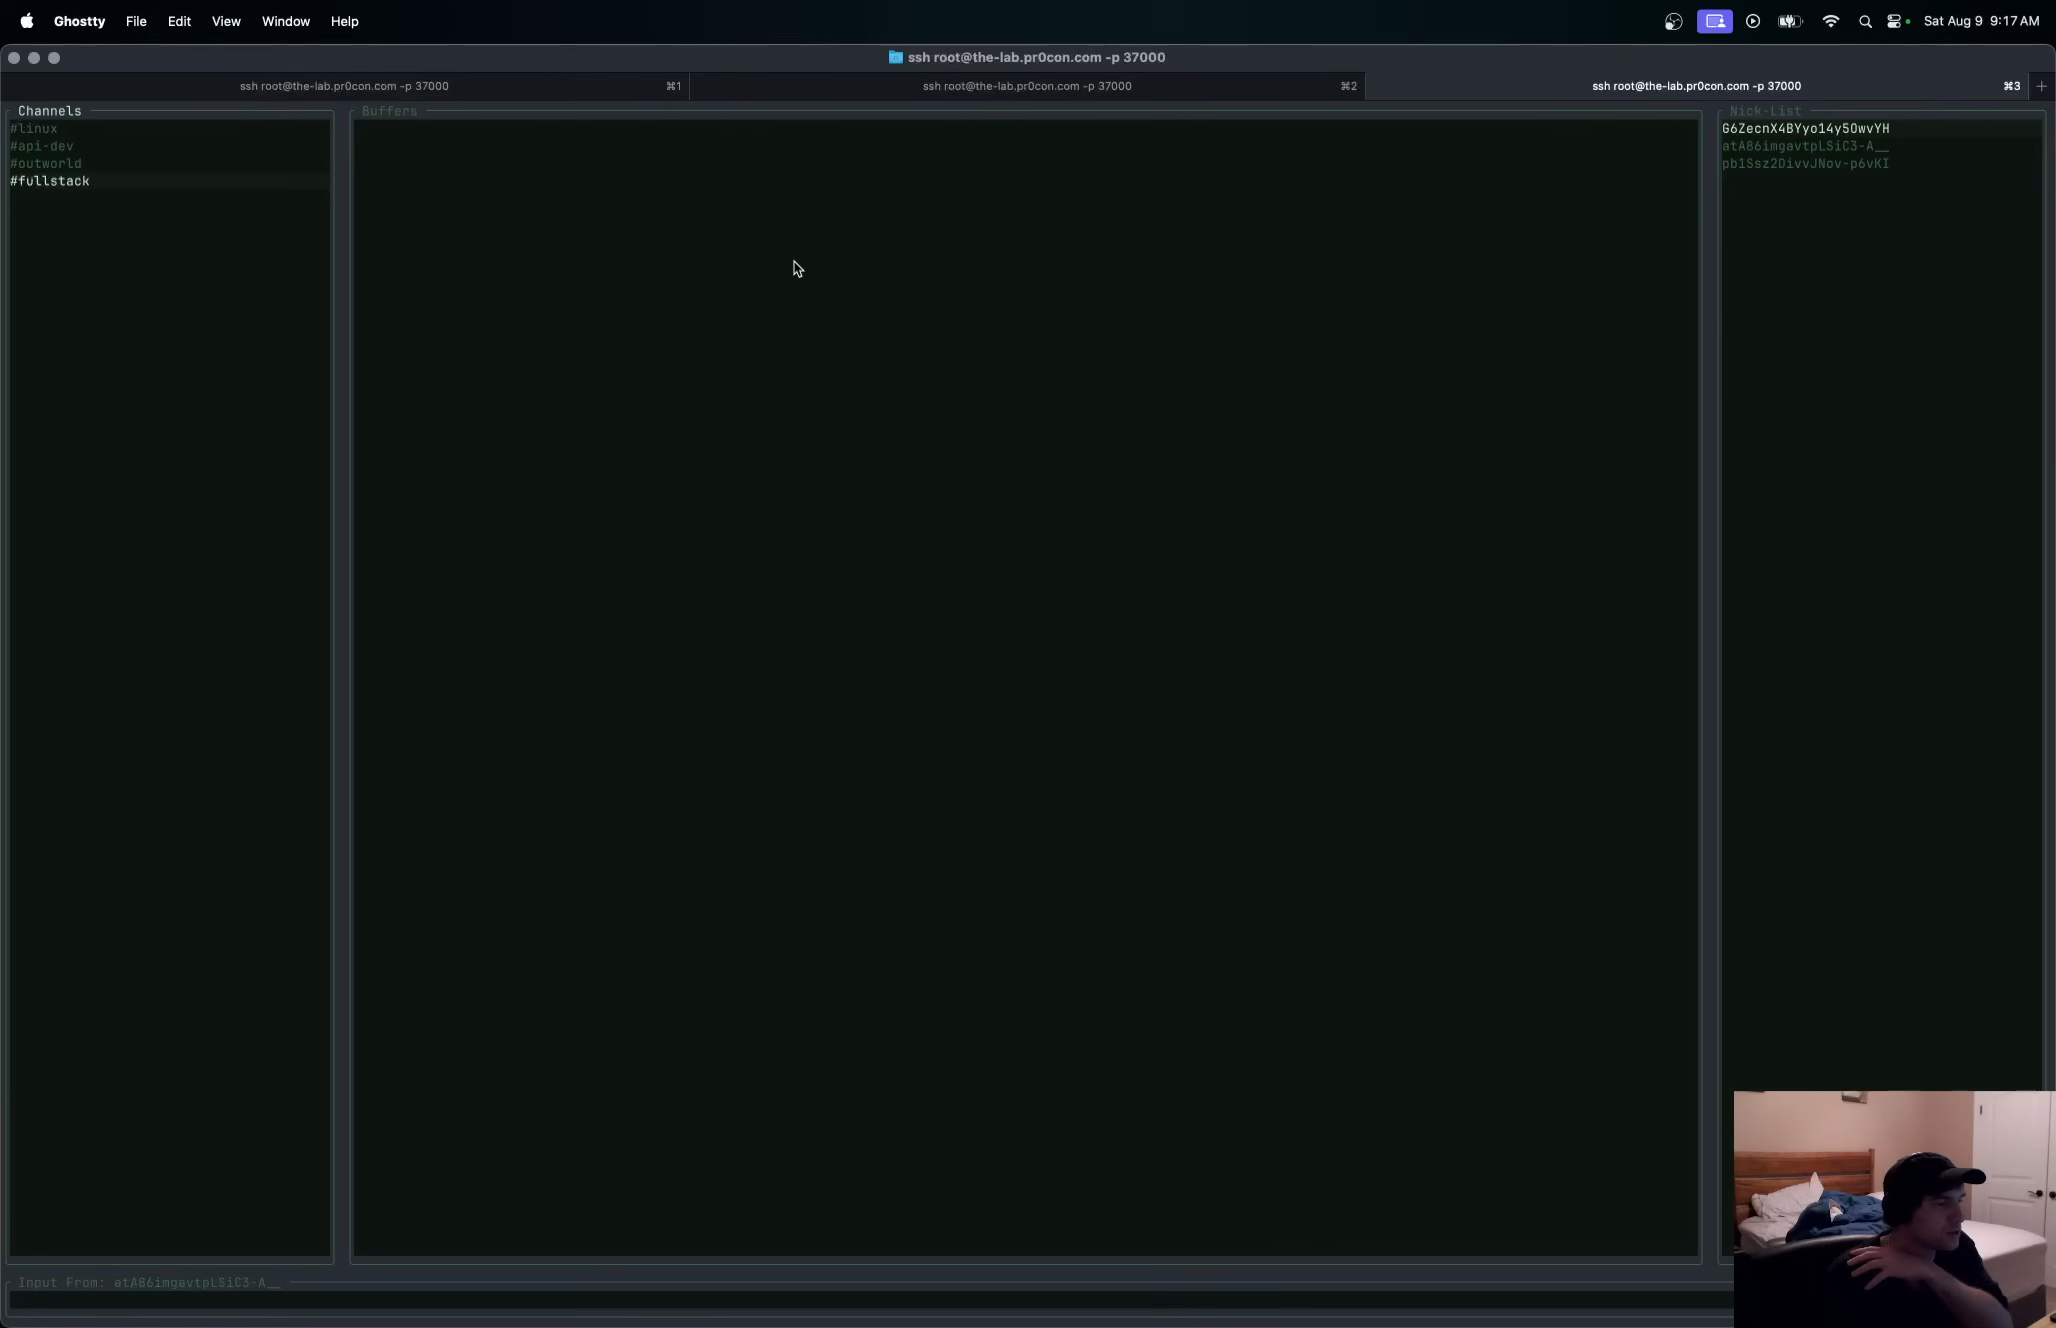 Ghostty File Edit View Window Help
Sat Aug 9 9:17 AM
ssh root@the-lab.pr0con.com -p 37000
ssh root@the-lab.pr0con.com -p 37000 ⌘1
ssh root@the-lab.pr0con.com -p 37000 ⌘2
ssh root@the-lab.pr0con.com -p 37000 ⌘3 +
Channels
#linux
#api-dev
#outworld
#fullstack
Buffers
Nick-List
G6ZecnX4BYyo14y5OwvYH
atA86imgavtpLSiC3-A__
pb1Ssz2DivvJNov-p6vKI
Input From: atA86imgavtpLSiC3-A__